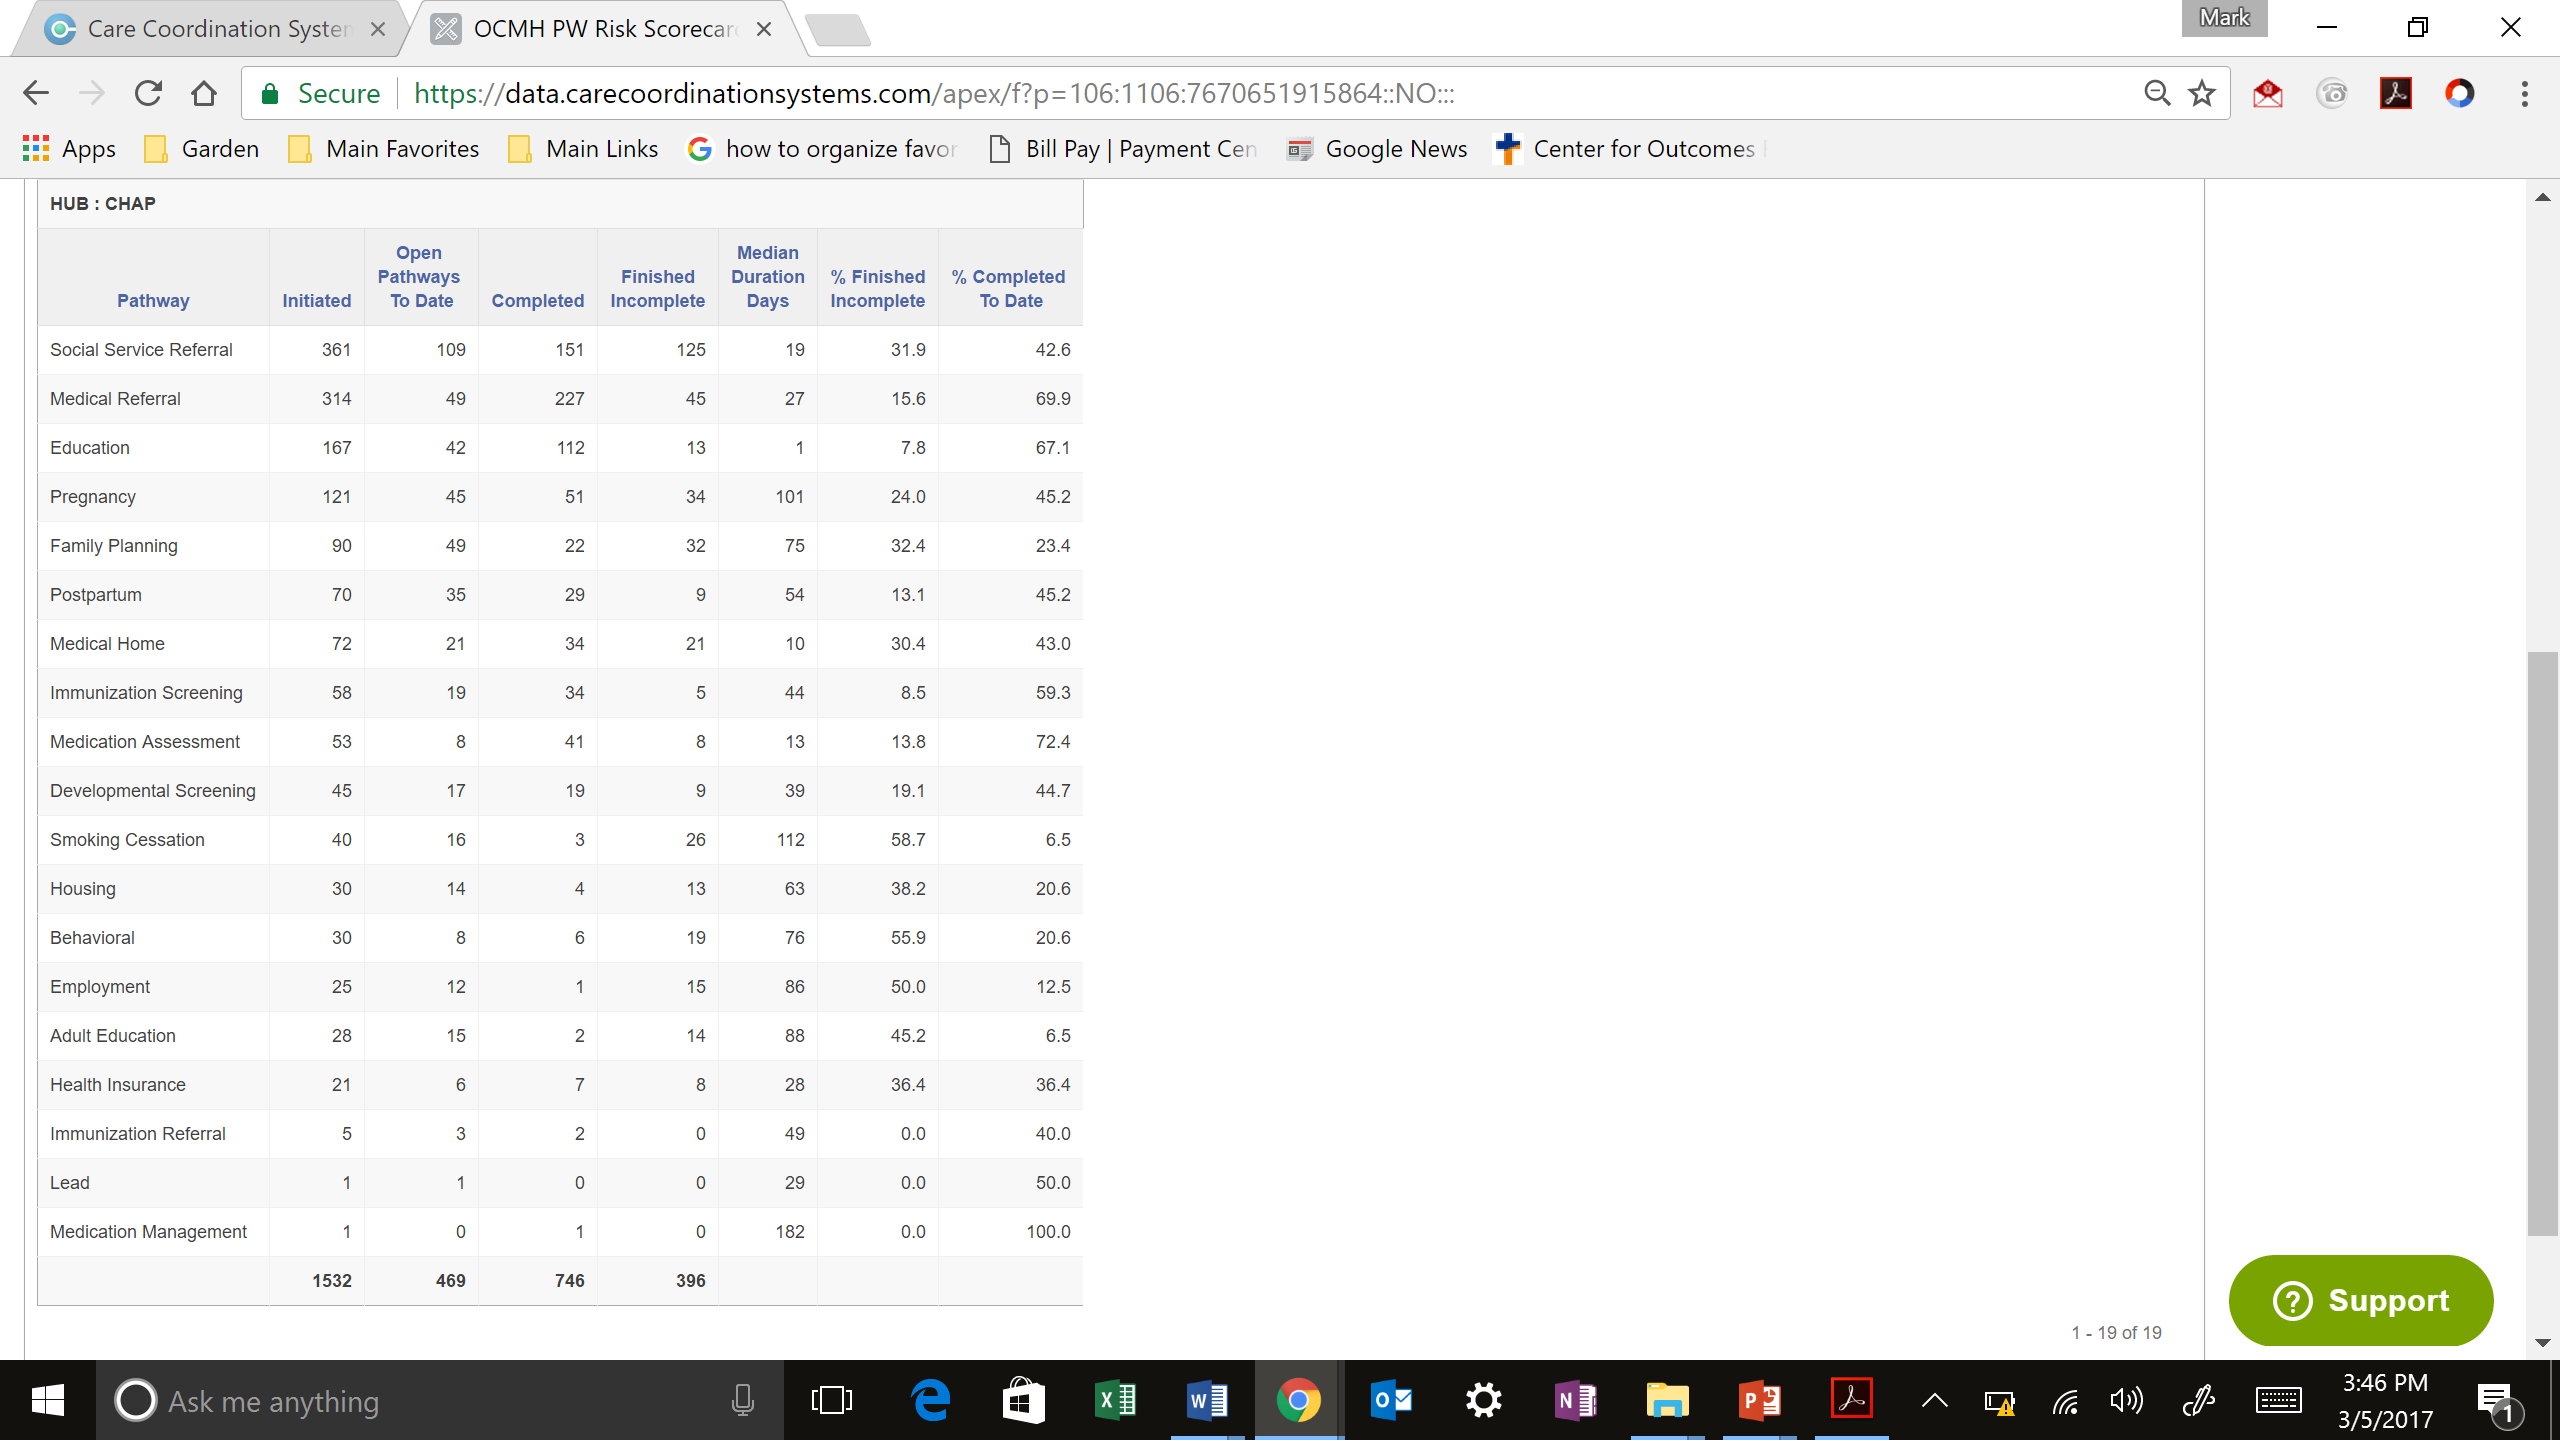 Care Coordination System
OCMH PW Risk Scorecar
Mark
Secure https://data.carecoordinationsystems.com/apex/f?p=106:1106:7670651915864::NO:::
Apps Garden Main Favorites Main Links how to organize favor Bill Pay | Payment Cen Google News Center for Outcomes
HUB : CHAP
Pathway Initiated Open Pathways To Date Completed Finished Incomplete Median Duration Days % Finished Incomplete % Completed To Date
Social Service Referral 361 109 151 125 19 31.9 42.6
Medical Referral 314 49 227 45 27 15.6 69.9
Education 167 42 112 13 1 7.8 67.1
Pregnancy 121 45 51 34 101 24.0 45.2
Family Planning 90 49 22 32 75 32.4 23.4
Postpartum 70 35 29 9 54 13.1 45.2
Medical Home 72 21 34 21 10 30.4 43.0
Immunization Screening 58 19 34 5 44 8.5 59.3
Medication Assessment 53 8 41 8 13 13.8 72.4
Developmental Screening 45 17 19 9 39 19.1 44.7
Smoking Cessation 40 16 3 26 112 58.7 6.5
Housing 30 14 4 13 63 38.2 20.6
Behavioral 30 8 6 19 76 55.9 20.6
Employment 25 12 1 15 86 50.0 12.5
Adult Education 28 15 2 14 88 45.2 6.5
Health Insurance 21 6 7 8 28 36.4 36.4
Immunization Referral 5 3 2 0 49 0.0 40.0
Lead 1 1 0 0 29 0.0 50.0
Medication Management 1 0 1 0 182 0.0 100.0
1532 469 746 396
Support
1 - 19 of 19
Ask me anything
3:46 PM
3/5/2017
1